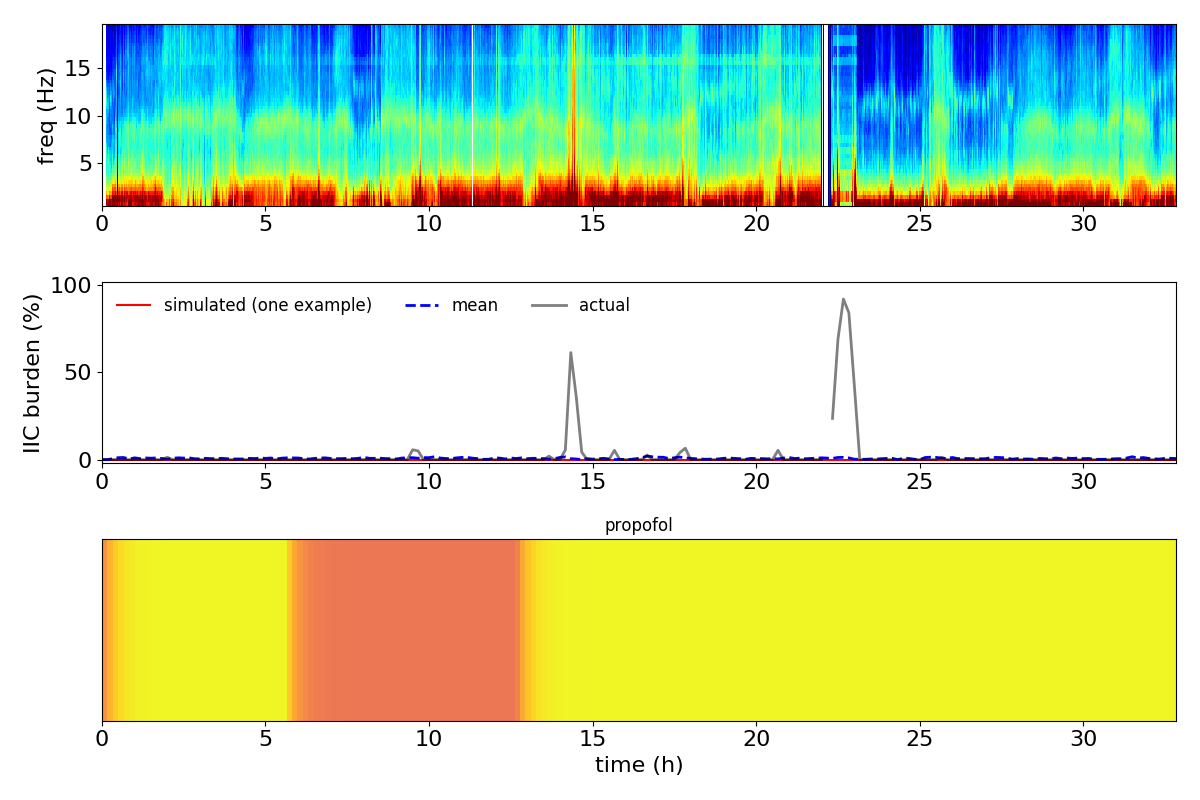 freq (Hz)
15
10
5
0 5 10 15 20 25 30
IIC burden (%)
100
50
0
simulated (one example) mean actual
0 5 10 15 20 25 30
propofol
0 5 10 15 20 25 30
time (h)